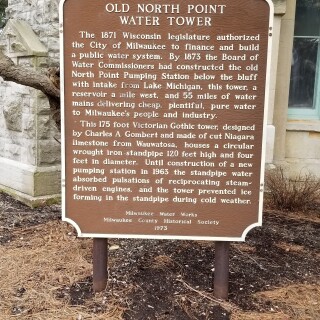 OLD NORTH POINT
WATER TOWER
The 1871 Wisconsin legislature authorized
the City of Milwaukee to finance and build
a public water system. By 1873 the Board of
Water Commissioners had constructed the old
North Point Pumping Station below the bluff
with intake from Lake Michigan, this tower, a
reservoir a mile west, and 55 miles of water
mains delivering cheap, plentiful, pure water
to Milwaukee's people and industry.
This 175 foot Victorian Gothic tower, designed
by Charles A Gombert and made of cut Niagara
limestone from Wauwatosa, houses a circular
wrought iron standpipe 120 feet high and four
feet in diameter. Until construction of a new
pumping station in 1963 the standpipe water
absorbed pulsations of reciprocating steam-
driven engines, and the tower prevented ice
forming in the standpipe during cold weather.
Milwaukee Water Works
Milwaukee County Historical Society
1973